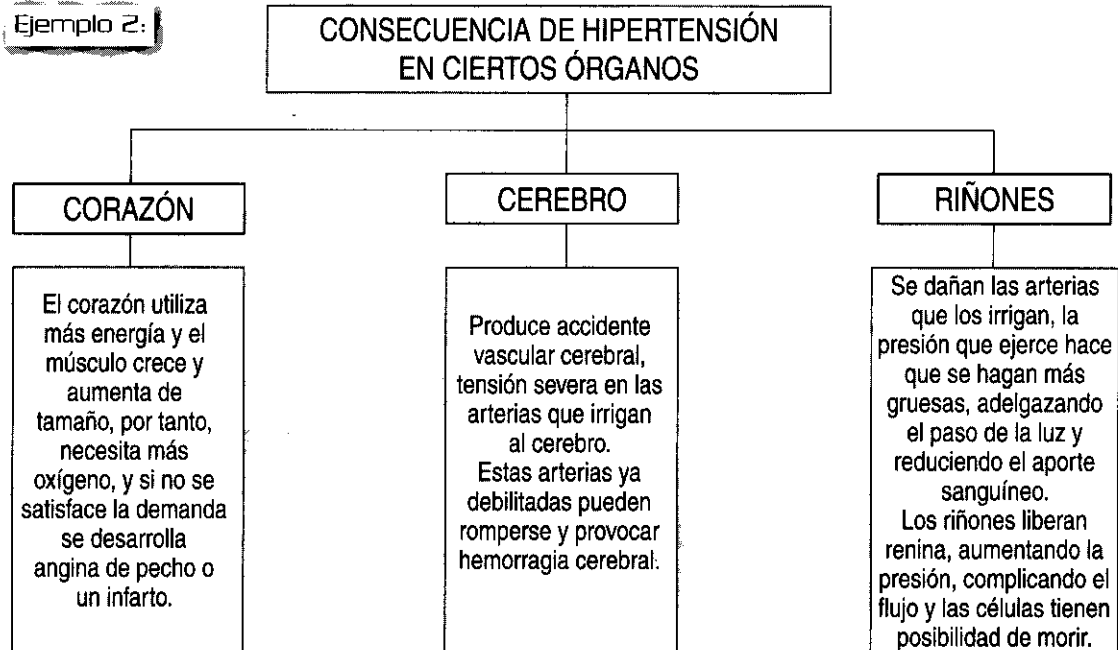 Ejemplo 2:
CONSECUENCIA DE HIPERTENSIÓN
EN CIERTOS ÓRGANOS
CORAZÓN
El corazón utiliza
más energía y el
músculo crece y
aumenta de
tamaño, por tanto,
necesita más
oxígeno, y si no se
satisface la demanda
se desarrolla
angina de pecho o
un infarto.
CEREBRO
Produce accidente
vascular cerebral,
tensión severa en las
arterias que irrigan
al cerebro.
Estas arterias ya
debilitadas pueden
romperse y provocar
hemorragia cerebral.
RIÑONES
Se dañan las arterias
que los irrigan, la
presión que ejerce hace
que se hagan más
gruesas, adelgazando
el paso de la luz y
reduciendo el aporte
sanguíneo.
Los riñones liberan
renina, aumentando la
presión, complicando el
flujo y las células tienen
posibilidad de morir.